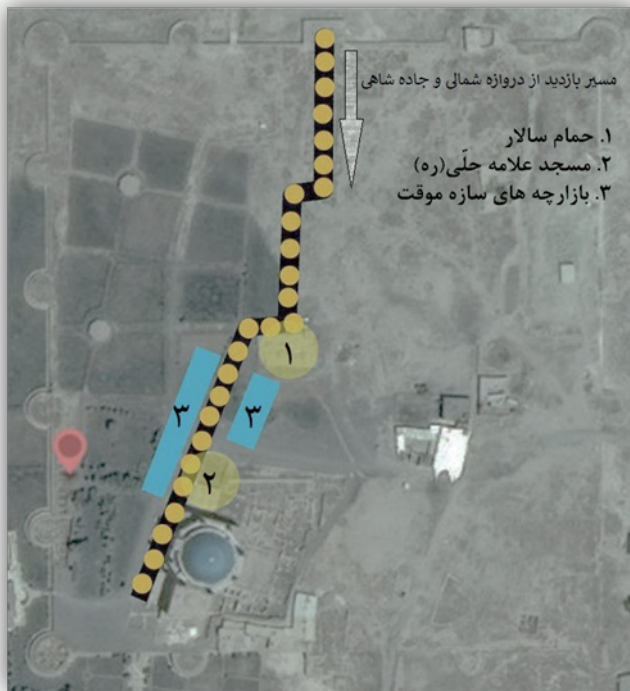 مسیر بازدید از دروازه شمالی و جاده شاهی
۱. حمام سالار
۲. مسجد علامه حلّی(ره)
۳. بازارچه های سازه موقت
۱
۳
۳
۲